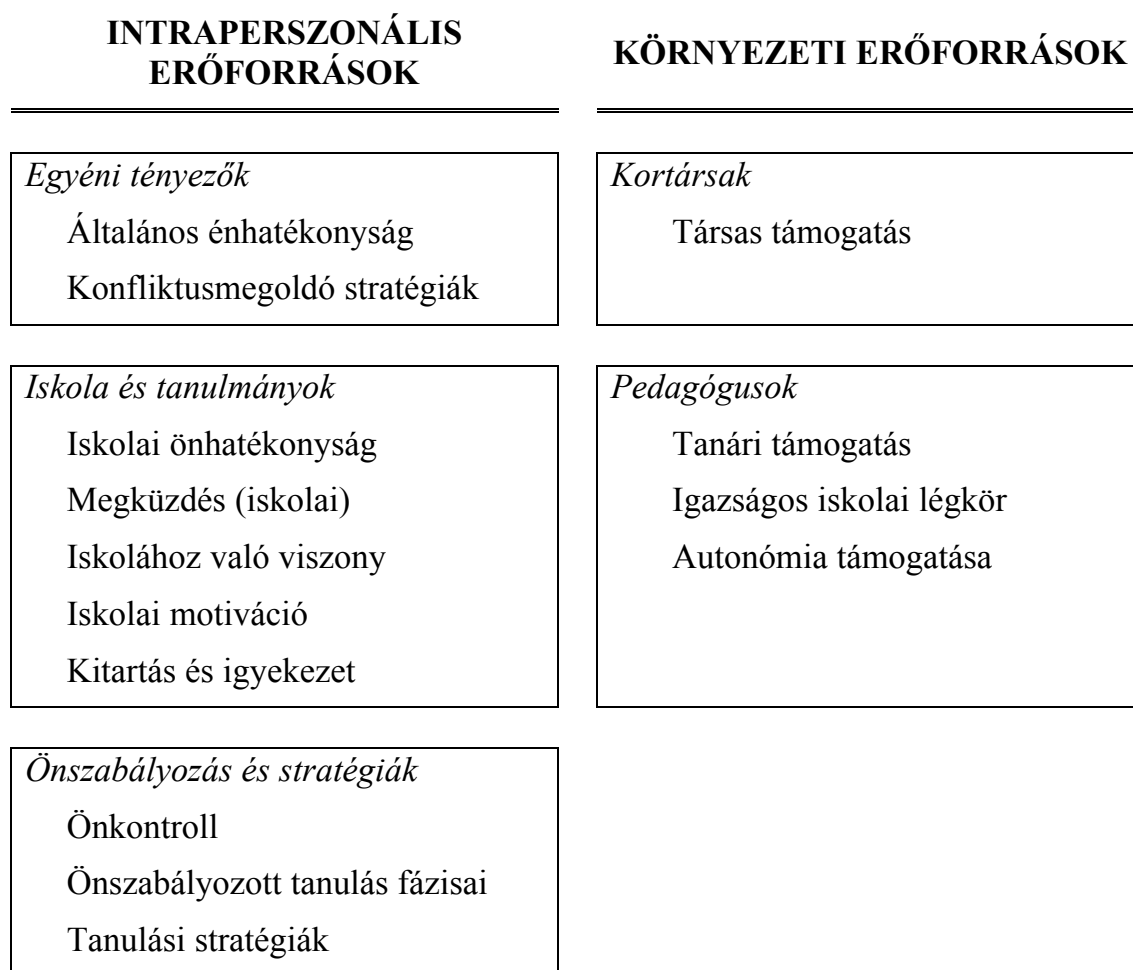 INTRAPERSZONÁLIS
ERŐFORRÁSOK
KÖRNYEZETI ERŐFORRÁSOK
Egyéni tényezők
Általános énhatékonyság
Konfliktusmegoldó stratégiák
Kortársak
Társas támogatás
Iskola és tanulmányok
Iskolai önhatékonyság
Megküzdés (iskolai)
Iskolához való viszony
Iskolai motiváció
Kitartás és igyekezet
Pedagógusok
Tanári támogatás
Igazságos iskolai légkör
Autonómia támogatása
Önszabályozás és stratégiák
Önkontroll
Önszabályozott tanulás fázisai
Tanulási stratégiák